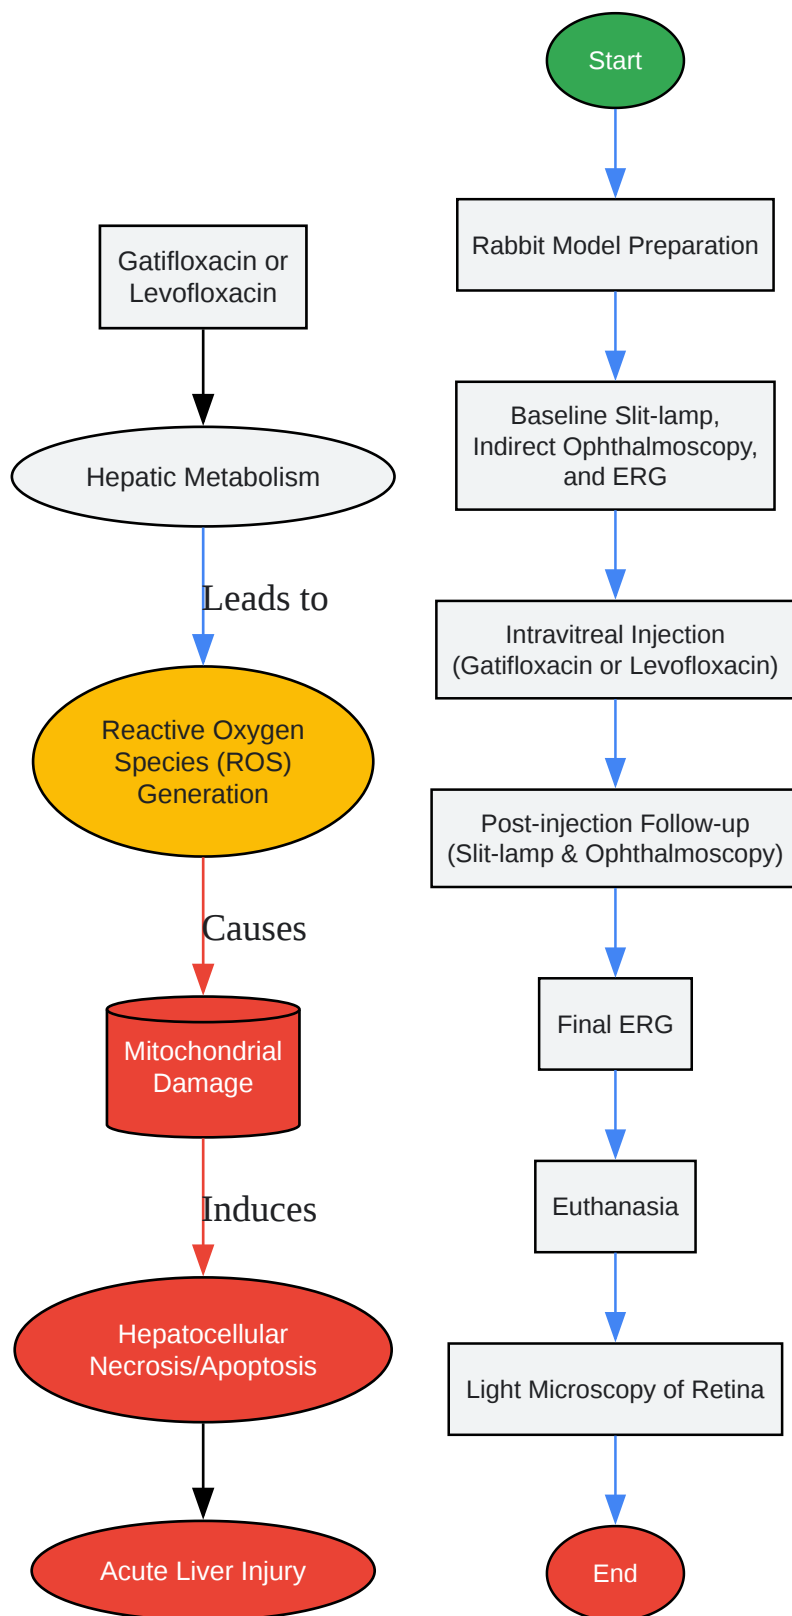 Gatifloxacin or
Levofloxacin
Hepatic Metabolism
Leads to
Reactive Oxygen
Species (ROS)
Generation
Causes
Mitochondrial
Damage
Induces
Hepatocellular
Necrosis/Apoptosis
Acute Liver Injury
Start
Rabbit Model Preparation
Baseline Slit-lamp,
Indirect Ophthalmoscopy,
and ERG
Intravitreal Injection
(Gatifloxacin or Levofloxacin)
Post-injection Follow-up
(Slit-lamp & Ophthalmoscopy)
Final ERG
Euthanasia
Light Microscopy of Retina
End